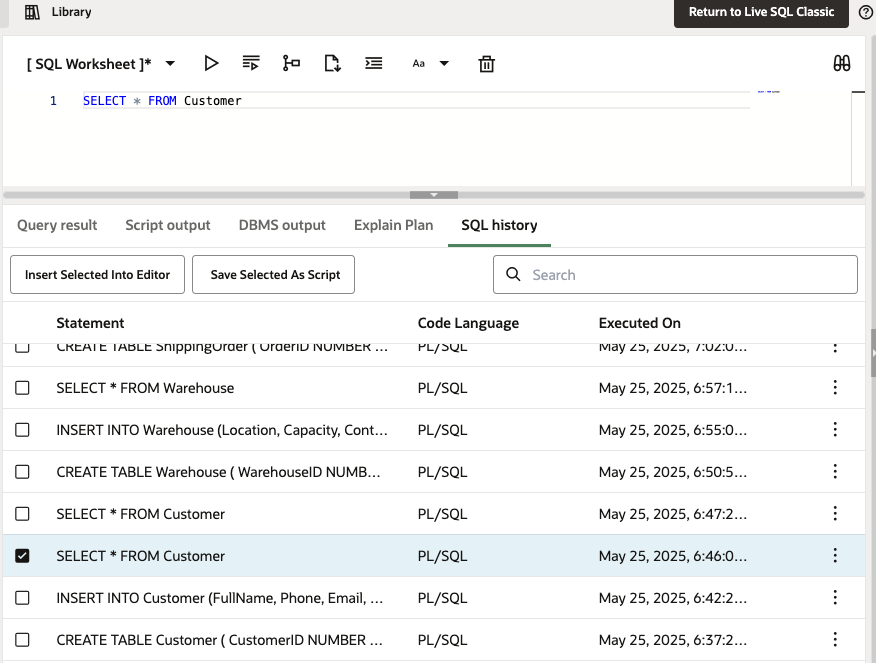 Library
Return to Live SQL Classic
[ SQL Worksheet ]*
Aa
1 SELECT * FROM Customer
Query result Script output DBMS output Explain Plan SQL history
Insert Selected Into Editor Save Selected As Script Search
Statement Code Language Executed On
CREATE TABLE ShippingOrder ( OrderID NUMBER ... PL/SQL May 25, 2025, 7:02:0...
SELECT * FROM Warehouse PL/SQL May 25, 2025, 6:57:1...
INSERT INTO Warehouse (Location, Capacity, Cont... PL/SQL May 25, 2025, 6:55:0...
CREATE TABLE Warehouse ( WarehouseID NUMB... PL/SQL May 25, 2025, 6:50:5...
SELECT * FROM Customer PL/SQL May 25, 2025, 6:47:2...
SELECT * FROM Customer PL/SQL May 25, 2025, 6:46:0...
INSERT INTO Customer (FullName, Phone, Email, ... PL/SQL May 25, 2025, 6:42:2...
CREATE TABLE Customer ( CustomerID NUMBER ... PL/SQL May 25, 2025, 6:37:2...